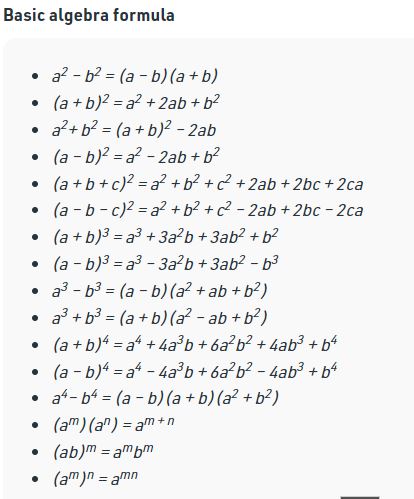 Basic algebra formula
• a² – b² = (a – b)(a + b)
• (a + b)² = a² + 2ab + b²
• a² + b² = (a + b)² – 2ab
• (a – b)² = a² – 2ab + b²
• (a + b + c)² = a² + b² + c² + 2ab + 2bc + 2ca
• (a – b – c)² = a² + b² + c² – 2ab + 2bc – 2ca
• (a + b)³ = a³ + 3a²b + 3ab² + b²
• (a – b)³ = a³ – 3a²b + 3ab² – b³
• a³ – b³ = (a – b)(a² + ab + b²)
• a³ + b³ = (a + b)(a² – ab + b²)
• (a + b)⁴ = a⁴ + 4a³b + 6a²b² + 4ab³ + b⁴
• (a – b)⁴ = a⁴ – 4a³b + 6a²b² – 4ab³ + b⁴
• a⁴ – b⁴ = (a – b)(a + b)(a² + b²)
• (aᵐ)(aⁿ) = aᵐ⁺ⁿ
• (ab)ᵐ = aᵐbᵐ
• (aᵐ)ⁿ = aᵐⁿ